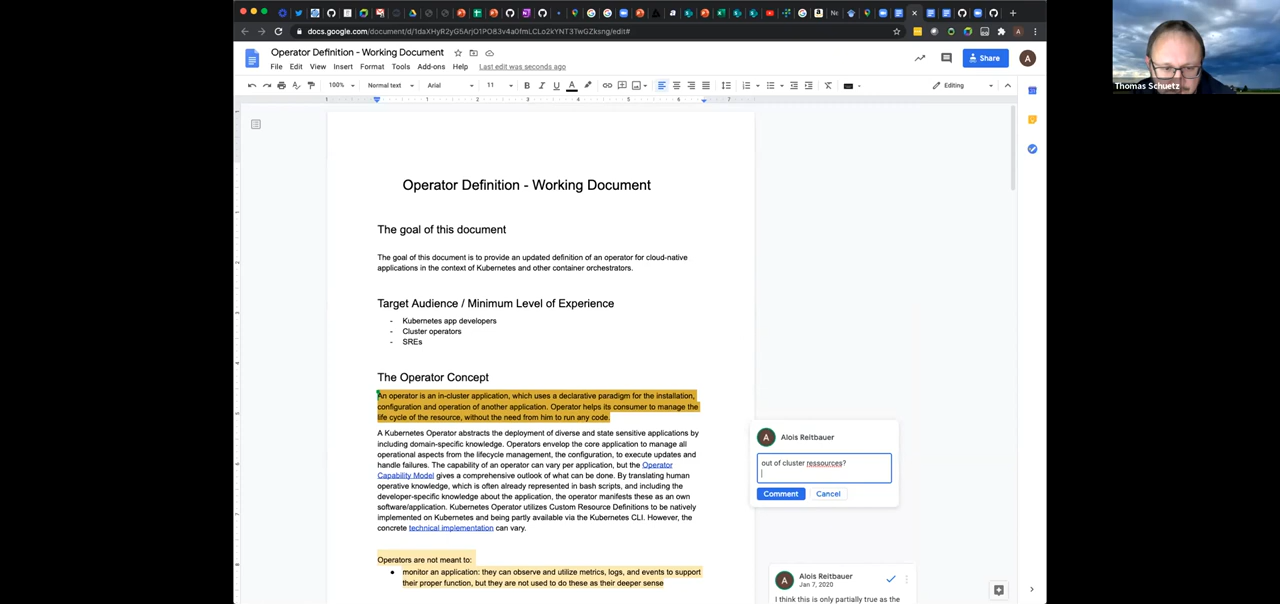 docs.google.com/document/d/1daXHyR2yG5ArjO1PO83v4a0fmLCLo2kYNT3TwGZksng/edit#
Operator Definition - Working Document
File Edit View Insert Format Tools Add-ons Help Last edit was seconds ago
Share
A
100% Normal text Arial 11 Editing
Operator Definition - Working Document
The goal of this document
The goal of this document is to provide an updated definition of an operator for cloud-native
applications in the context of Kubernetes and other container orchestrators.
Target Audience / Minimum Level of Experience
- Kubernetes app developers
- Cluster operators
- SREs
The Operator Concept
An operator is an in-cluster application, which uses a declarative paradigm for the installation,
configuration and operation of another application. Operator helps its consumer to manage the
life cycle of the resource, without the need from him to run any code.
A Kubernetes Operator abstracts the deployment of diverse and state sensitive applications by
including domain-specific knowledge. Operators envelop the core application to manage all
operational aspects from the lifecycle management, the configuration, to execute updates and
handle failures. The capability of an operator can vary per application, but the Operator
Capability Model gives a comprehensive outlook of what can be done. By translating human
operative knowledge, which is often already represented in bash scripts, and including the
developer-specific knowledge about the application, the operator manifests these as an own
software/application. Kubernetes Operator utilizes Custom Resource Definitions to be natively
implemented on Kubernetes and being partly available via the Kubernetes CLI. However, the
concrete technical implementation can vary.
Operators are not meant to:
● monitor an application: they can observe and utilize metrics, logs, and events to support
their proper function, but they are not used to do these as their deeper sense
A Alois Reitbauer
out of cluster ressources?
Comment Cancel
A Alois Reitbauer
Jan 7, 2020
I think this is only partially true as the
Thomas Schuetz